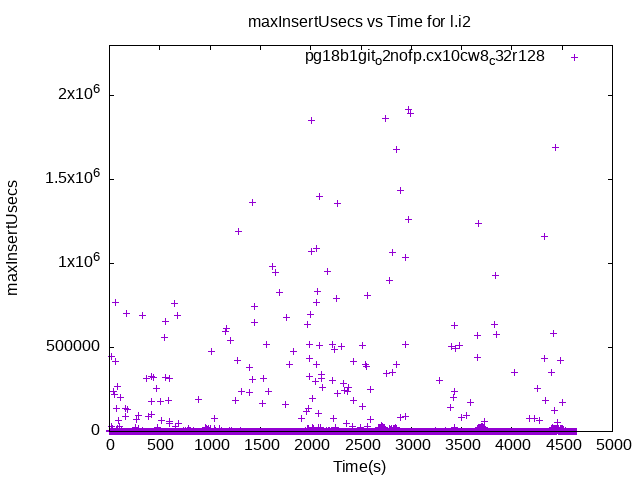 maxInsertUsecs vs Time for l.i2
pg18b1git_o2nofp.cx10cw8_c32r128
maxInsertUsecs
2x10^6
1.5x10^6
1x10^6
500000
0
0 500 1000 1500 2000 2500 3000 3500 4000 4500 5000
Time(s)